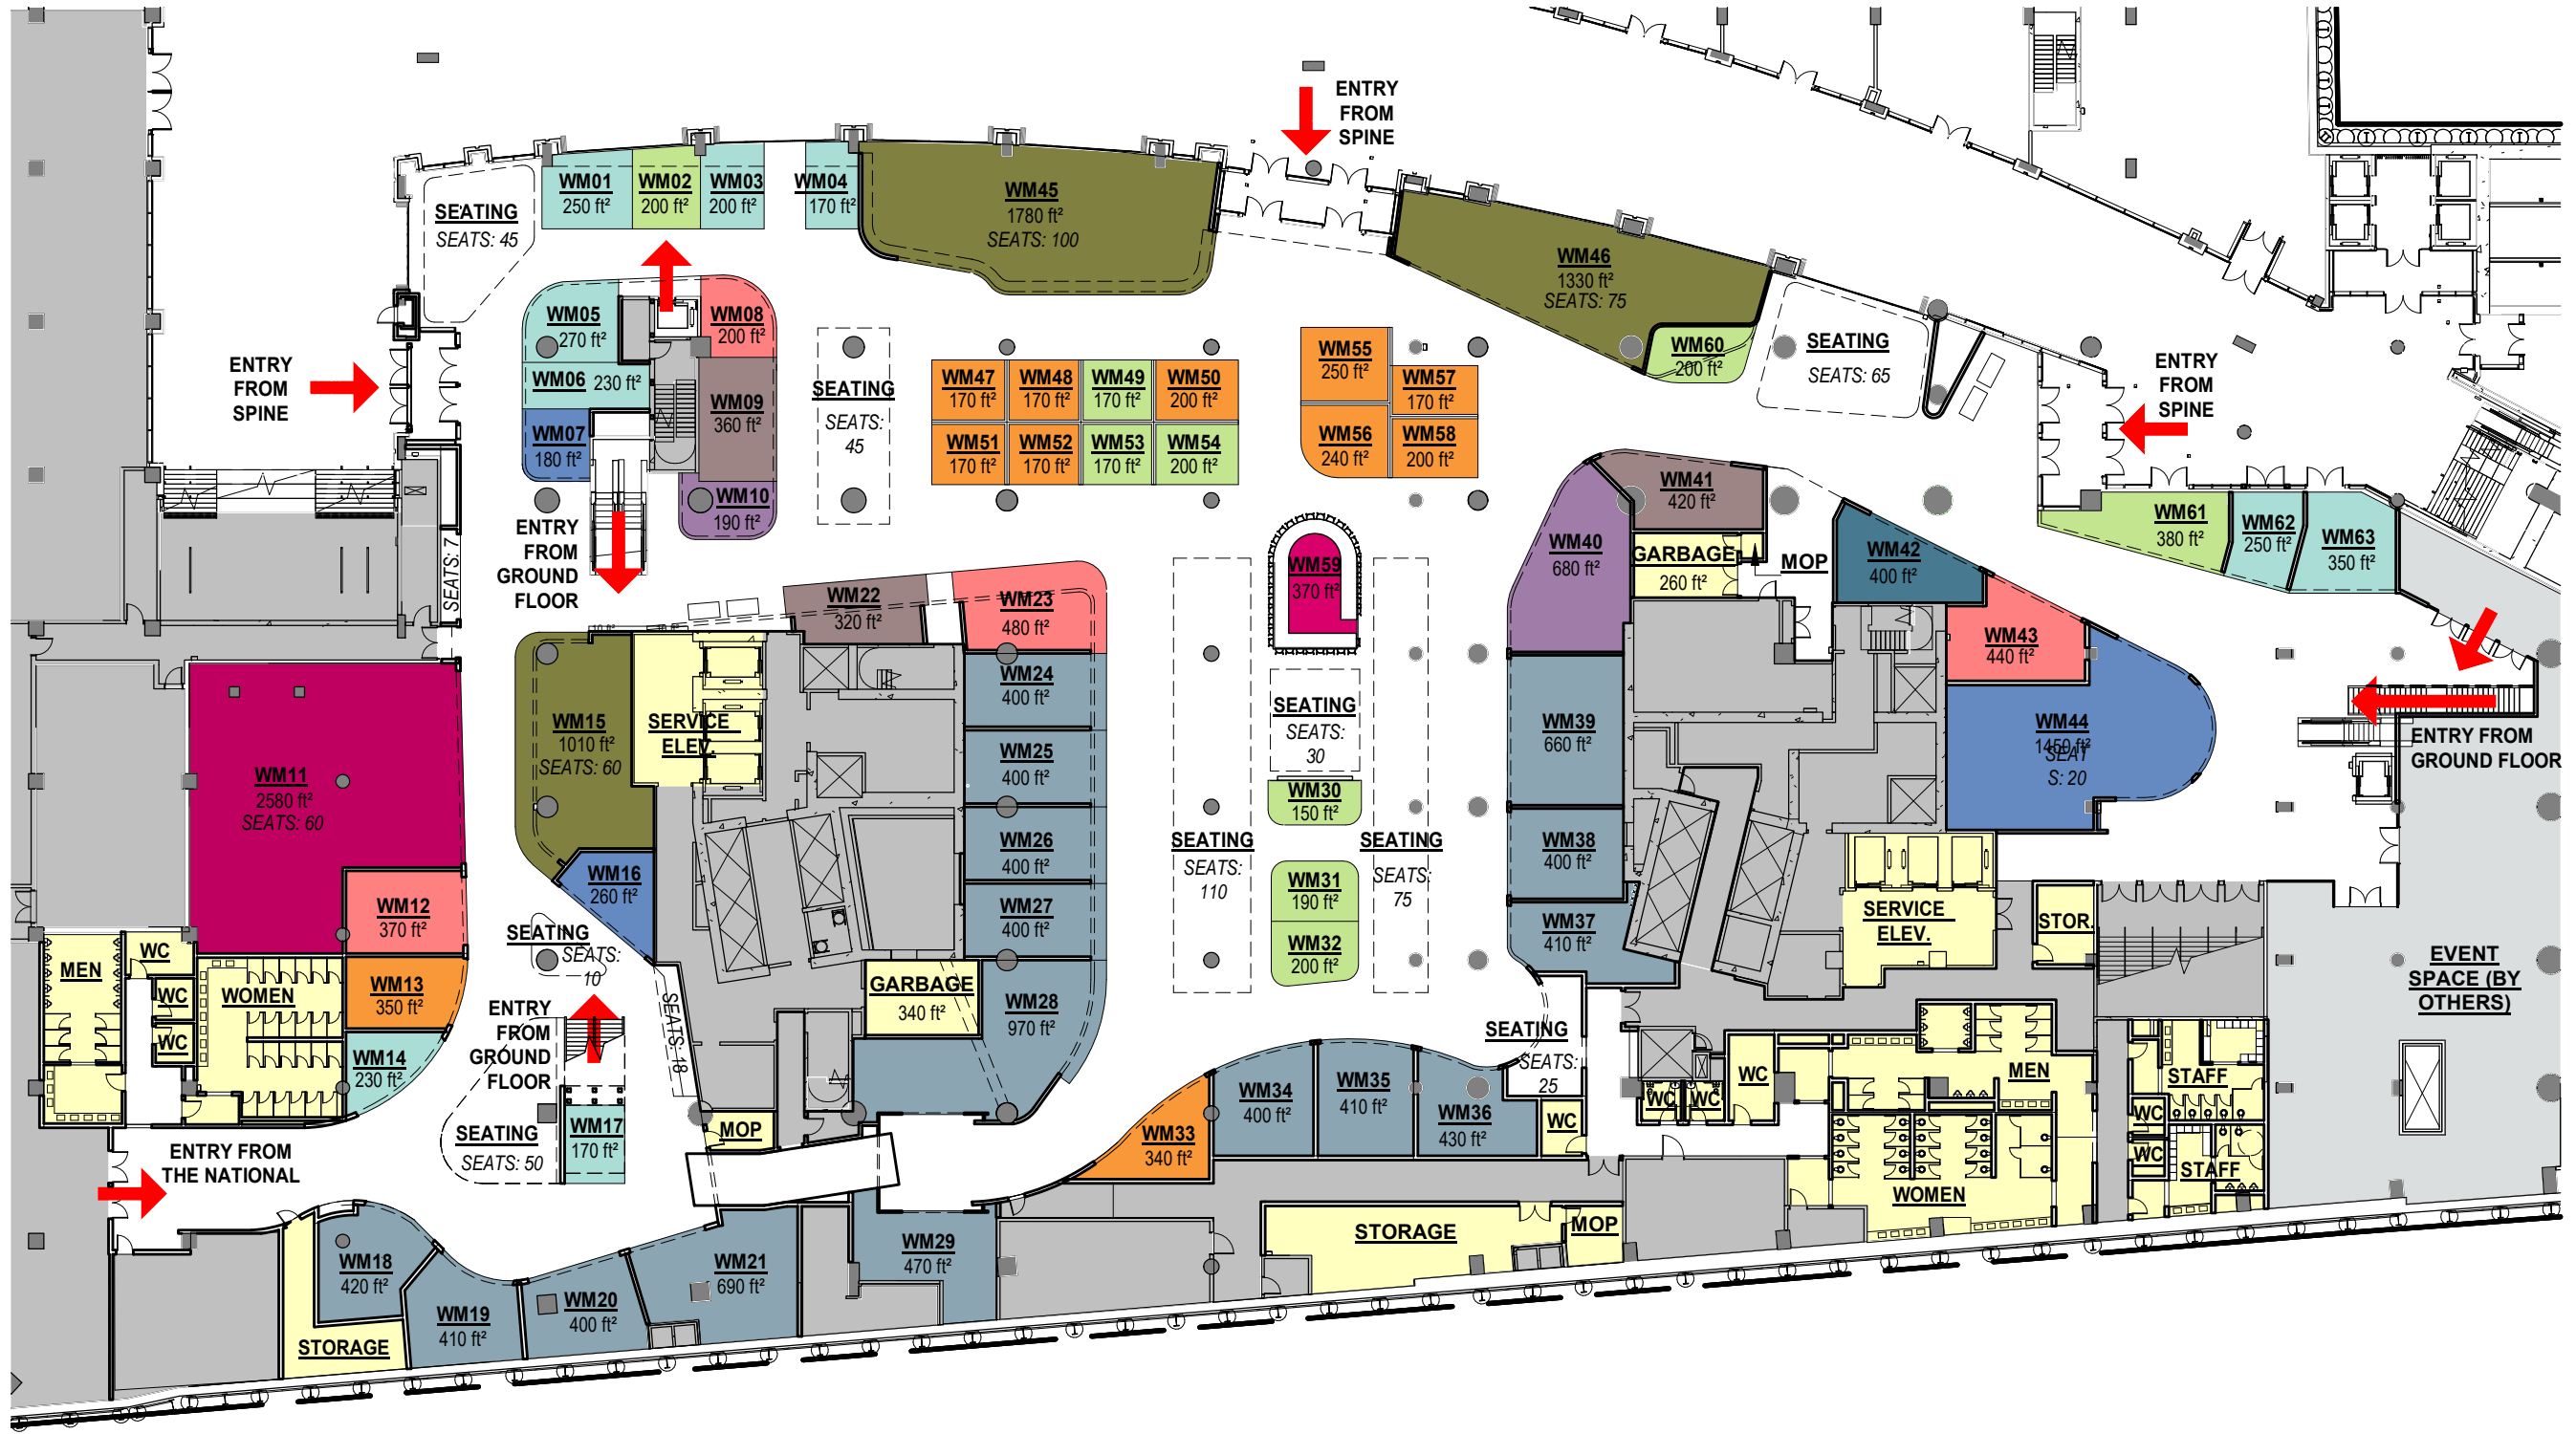 ENTRY
FROM
SPINE
WM01
250 ft²
WM02
200 ft²
WM03
200 ft²
WM04
170 ft²
WM45
1780 ft²
SEATS: 100
SEATING
SEATS: 45
WM46
1330 ft²
SEATS: 75
WM05
270 ft²
WM08
200 ft²
WM06
230 ft²
WM09
360 ft²
WM07
180 ft²
WM10
190 ft²
ENTRY
FROM
SPINE
SEATING
SEATS:
45
WM47
170 ft²
WM48
170 ft²
WM49
170 ft²
WM50
200 ft²
WM51
170 ft²
WM52
170 ft²
WM53
170 ft²
WM54
200 ft²
WM55
250 ft²
WM57
170 ft²
WM56
240 ft²
WM58
200 ft²
WM60
200 ft²
SEATING
SEATS: 65
ENTRY
FROM
SPINE
WM61
380 ft²
WM62
250 ft²
WM63
350 ft²
SEATS: 7
ENTRY
FROM
GROUND
FLOOR
WM22
320 ft²
WM23
480 ft²
WM59
370 ft²
WM40
680 ft²
WM41
420 ft²
GARBAGE
260 ft²
MOP
WM42
400 ft²
WM43
440 ft²
WM44
1450 ft²
SEAT
S: 20
ENTRY FROM
GROUND FLOOR
WM11
2580 ft²
SEATS: 60
WM15
1010 ft²
SEATS: 60
SERVICE
ELEV.
WM24
400 ft²
WM25
400 ft²
WM26
400 ft²
WM27
400 ft²
WM28
970 ft²
GARBAGE
340 ft²
SEATING
SEATS:
30
WM30
150 ft²
SEATING
SEATS:
110
SEATING
SEATS:
75
WM31
190 ft²
WM32
200 ft²
WM39
660 ft²
WM38
400 ft²
WM37
410 ft²
SERVICE
ELEV.
STOR.
EVENT
SPACE (BY
OTHERS)
WM12
370 ft²
WM16
260 ft²
SEATING
SEATS:
10
MEN
WC
WC
WC
WOMEN
WM13
350 ft²
WM14
230 ft²
ENTRY
FROM
GROUND
FLOOR
SEATS: 18
SEATING
SEATS: 50
WM17
170 ft²
MOP
ENTRY FROM
THE NATIONAL
WM33
340 ft²
WM34
400 ft²
WM35
410 ft²
WM36
430 ft²
SEATING
SEATS:
25
WC
WC
WC
WC
MEN
WOMEN
STAFF
WC
WC
STAFF
WM18
420 ft²
WM19
410 ft²
WM20
400 ft²
WM21
690 ft²
WM29
470 ft²
STORAGE
STORAGE
MOP